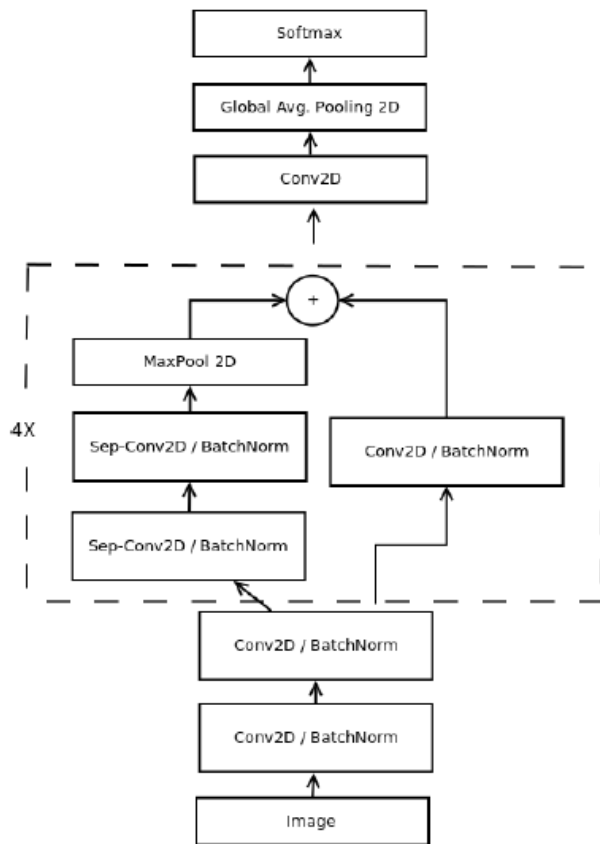 Softmax
Global Avg. Pooling 2D
Conv2D
+
MaxPool 2D
4X
Sep-Conv2D / BatchNorm
Conv2D / BatchNorm
Sep-Conv2D / BatchNorm
Conv2D / BatchNorm
Conv2D / BatchNorm
Image